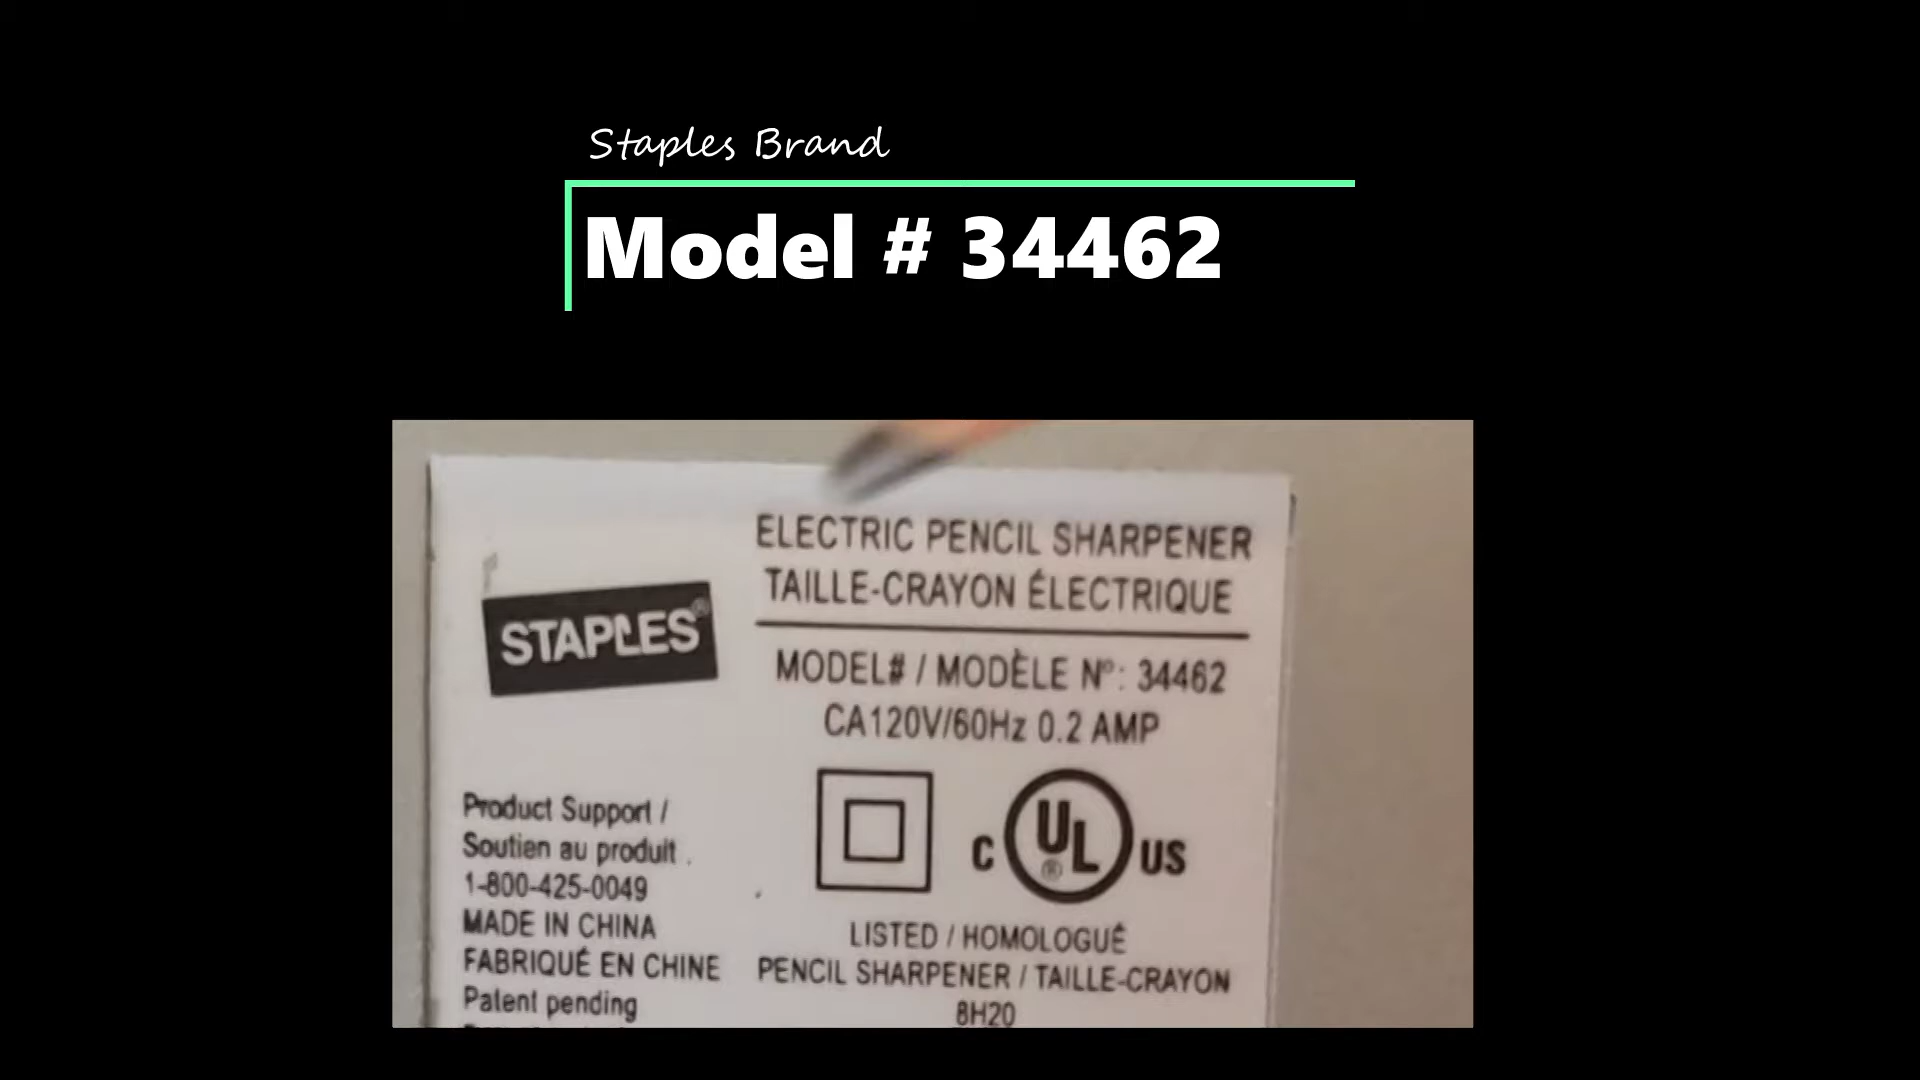 Staples Brand
Model # 34462
STAPLES®
ELECTRIC PENCIL SHARPENER
TAILLE-CRAYON ÉLECTRIQUE
MODEL# / MODÈLE Nº: 34462
CA120V/60Hz 0.2 AMP
C UL® US
LISTED / HOMOLOGUÉ
PENCIL SHARPENER / TAILLE-CRAYON
8H20
Product Support /
Soutien au produit
1-800-425-0049
MADE IN CHINA
FABRIQUÉ EN CHINE
Patent pending